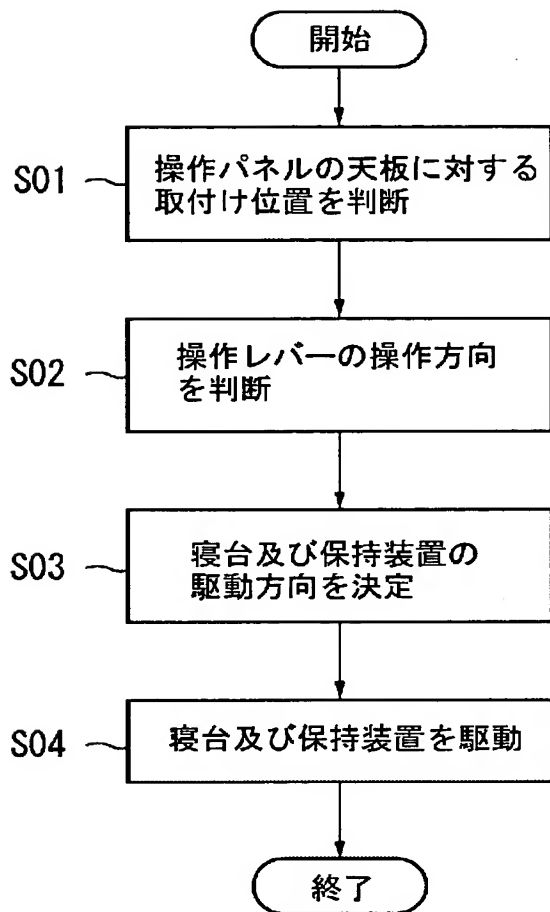 開始
S01
操作パネルの天板に対する
取付け位置を判断
S02
操作レバーの操作方向
を判断
S03
寝台及び保持装置の
駆動方向を決定
S04
寝台及び保持装置を駆動
終了